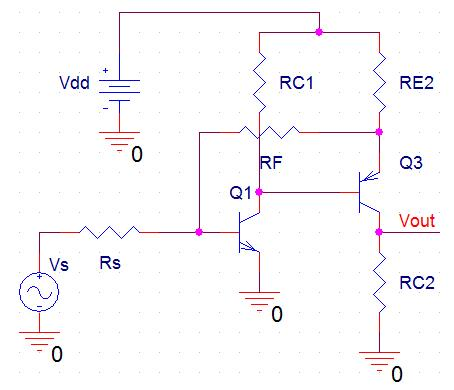 Vdd
+
-
0
RC1
RE2
RF
Q1
Q3
Vout
Rs
Vs
+
-
0
0
RC2
0